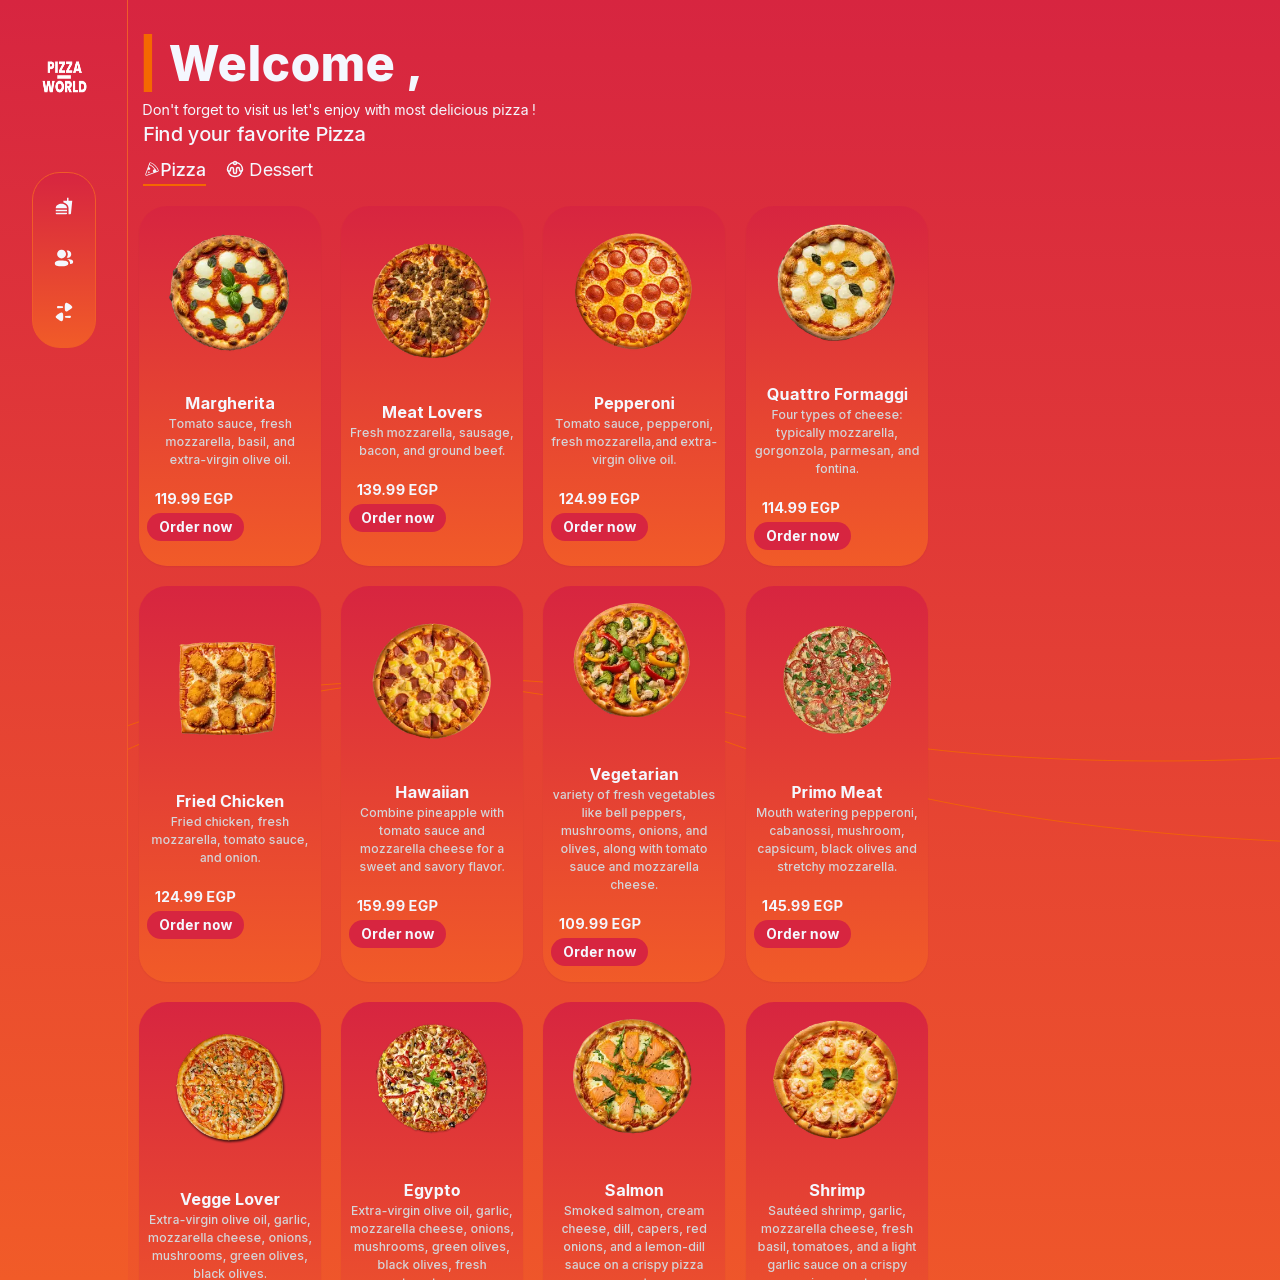 PIZZA
WORLD
Welcome ,
Don't forget to visit us let's enjoy with most delicious pizza !
Find your favorite Pizza
Pizza
Dessert
Margherita
Tomato sauce, fresh
mozzarella, basil, and
extra-virgin olive oil.
119.99 EGP
Order now
Meat Lovers
Fresh mozzarella, sausage,
bacon, and ground beef.
139.99 EGP
Order now
Pepperoni
Tomato sauce, pepperoni,
fresh mozzarella,and extra-
virgin olive oil.
124.99 EGP
Order now
Quattro Formaggi
Four types of cheese:
typically mozzarella,
gorgonzola, parmesan, and
fontina.
114.99 EGP
Order now
Fried Chicken
Fried chicken, fresh
mozzarella, tomato sauce,
and onion.
124.99 EGP
Order now
Hawaiian
Combine pineapple with
tomato sauce and
mozzarella cheese for a
sweet and savory flavor.
159.99 EGP
Order now
Vegetarian
variety of fresh vegetables
like bell peppers,
mushrooms, onions, and
olives, along with tomato
sauce and mozzarella
cheese.
109.99 EGP
Order now
Primo Meat
Mouth watering pepperoni,
cabanossi, mushroom,
capsicum, black olives and
stretchy mozzarella.
145.99 EGP
Order now
Vegge Lover
Extra-virgin olive oil, garlic,
mozzarella cheese, onions,
mushrooms, green olives,
black olives.
Egypto
Extra-virgin olive oil, garlic,
mozzarella cheese, onions,
mushrooms, green olives,
black olives, fresh
Salmon
Smoked salmon, cream
cheese, dill, capers, red
onions, and a lemon-dill
sauce on a crispy pizza
Shrimp
Sautéed shrimp, garlic,
mozzarella cheese, fresh
basil, tomatoes, and a light
garlic sauce on a crispy